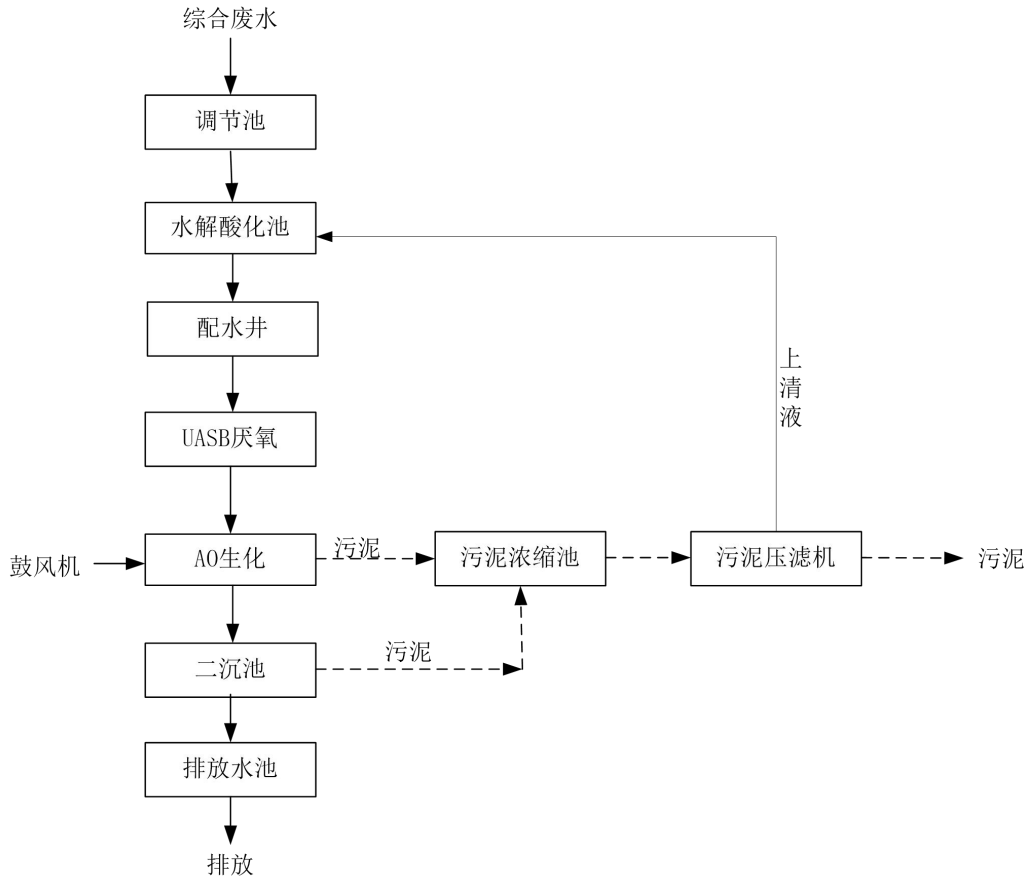 综合废水
调节池
水解酸化池
配水井
上清液
UASB厌氧
鼓风机
AO生化
污泥
污泥浓缩池
污泥压滤机
污泥
二沉池
污泥
排放水池
排放